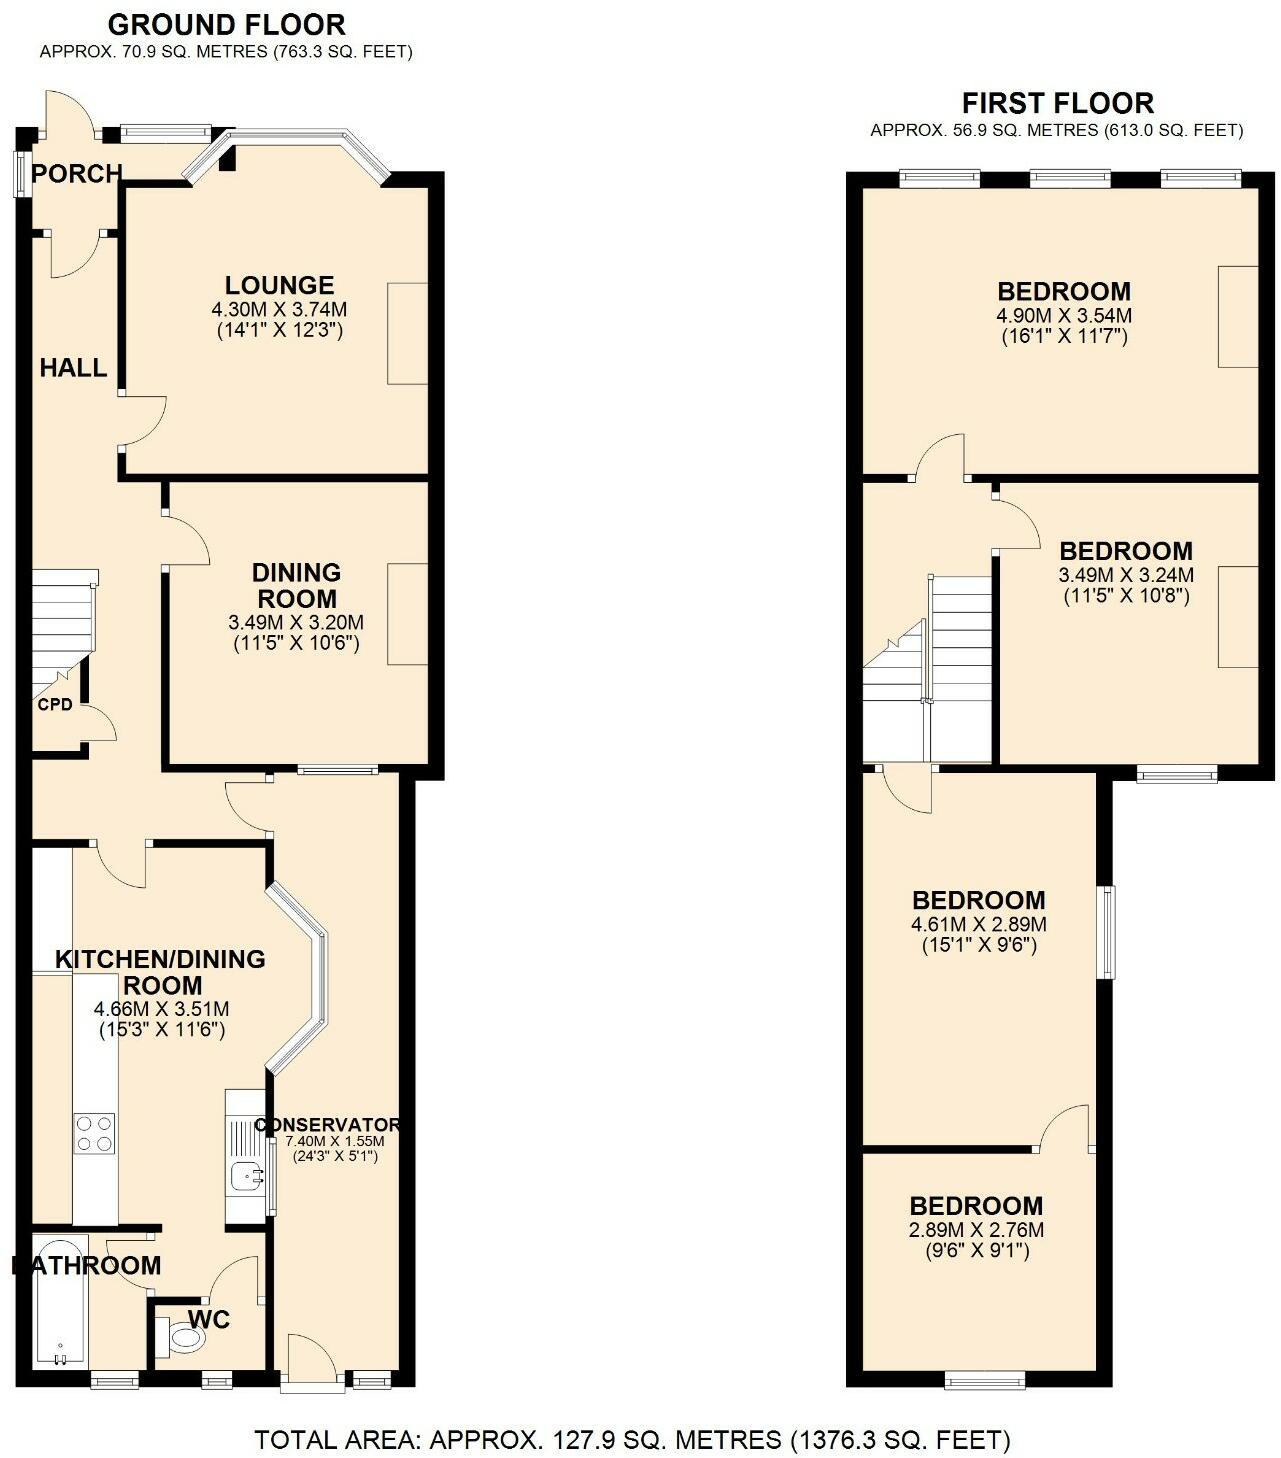 GROUND FLOOR
APPROX. 70.9 SQ. METRES (763.3 SQ. FEET)
PORCH
LOUNGE
4.30M X 3.74M
(14'1" X 12'3")
HALL
DINING
ROOM
3.49M X 3.20M
(11'5" X 10'6")
CPD
KITCHEN/DINING
ROOM
4.66M X 3.51M
(15'3" X 11'6")
CONSERVATOR
7.40M X 1.55M
(24'3" X 5'1")
BATHROOM
WC
FIRST FLOOR
APPROX. 56.9 SQ. METRES (613.0 SQ. FEET)
BEDROOM
4.90M X 3.54M
(16'1" X 11'7")
BEDROOM
3.49M X 3.24M
(11'5" X 10'8")
BEDROOM
4.61M X 2.89M
(15'1" X 9'6")
BEDROOM
2.89M X 2.76M
(9'6" X 9'1")
TOTAL AREA: APPROX. 127.9 SQ. METRES (1376.3 SQ. FEET)